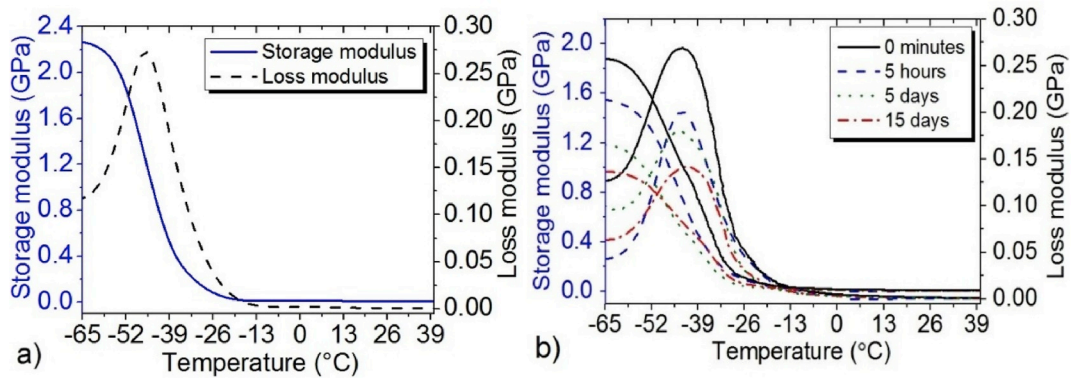 2.4
2.0
1.6
1.2
0.8
0.4
0.0
Storage modulus (GPa)
Storage modulus
Loss modulus
0.30
0.25
0.20
0.15
0.10
0.05
0.00
Loss modulus (GPa)
-65 -52 -39 -26 -13 0 13 26 39
Temperature (°C)
a)
2.0
1.6
1.2
0.8
0.4
0.0
Storage modulus (GPa)
0 minutes
5 hours
5 days
15 days
0.30
0.25
0.20
0.15
0.10
0.05
0.00
Loss modulus (GPa)
-65 -52 -39 -26 -13 0 13 26 39
Temperature (°C)
b)